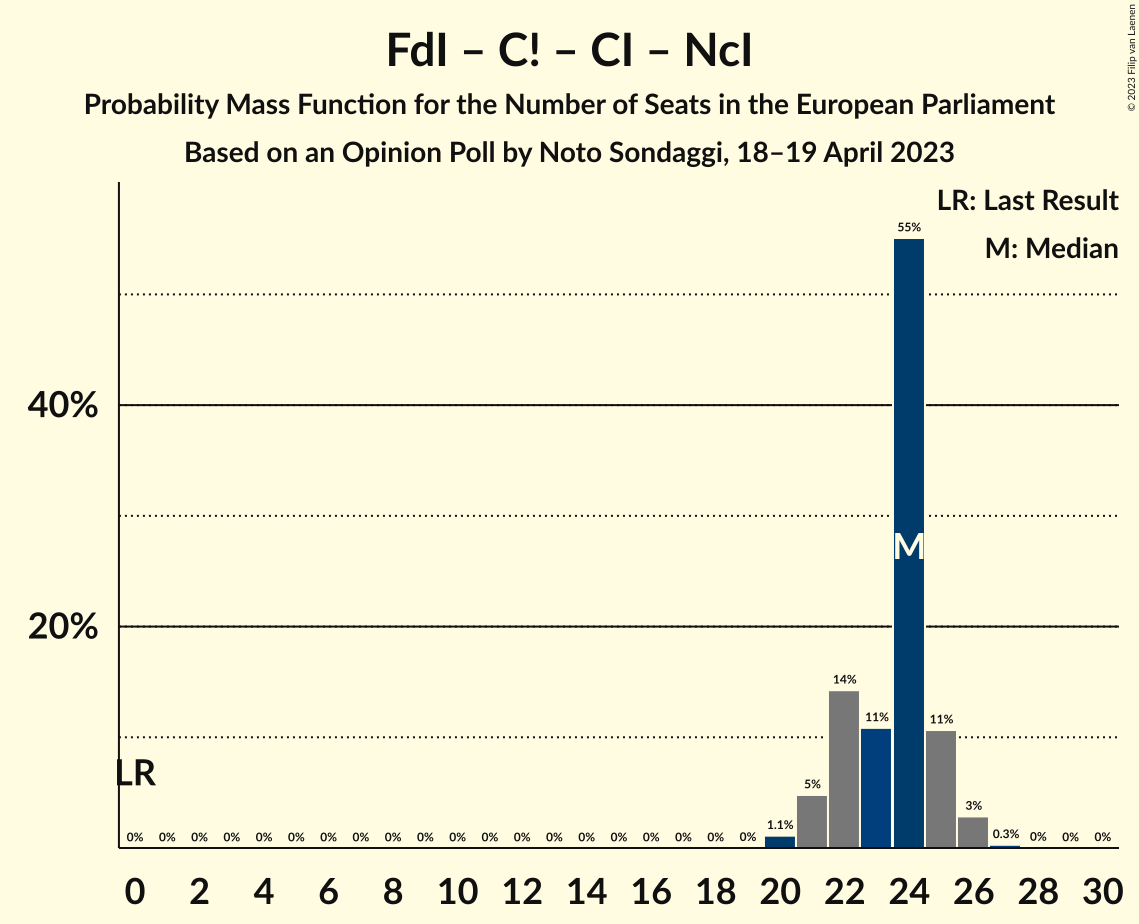 FdI – C! – CI – NcI
Probability Mass Function for the Number of Seats in the European Parliament
Based on an Opinion Poll by Noto Sondaggi, 18–19 April 2023
© 2023 Filip van Laenen
LR: Last Result
M: Median
55%
40%
M
20%
14%
11%
11%
LR
5%
3%
1.1%
0.3%
0% 0% 0% 0% 0% 0% 0% 0% 0% 0% 0% 0% 0% 0% 0% 0% 0% 0% 0% 0% 0% 0% 0%
0 2 4 6 8 10 12 14 16 18 20 22 24 26 28 30